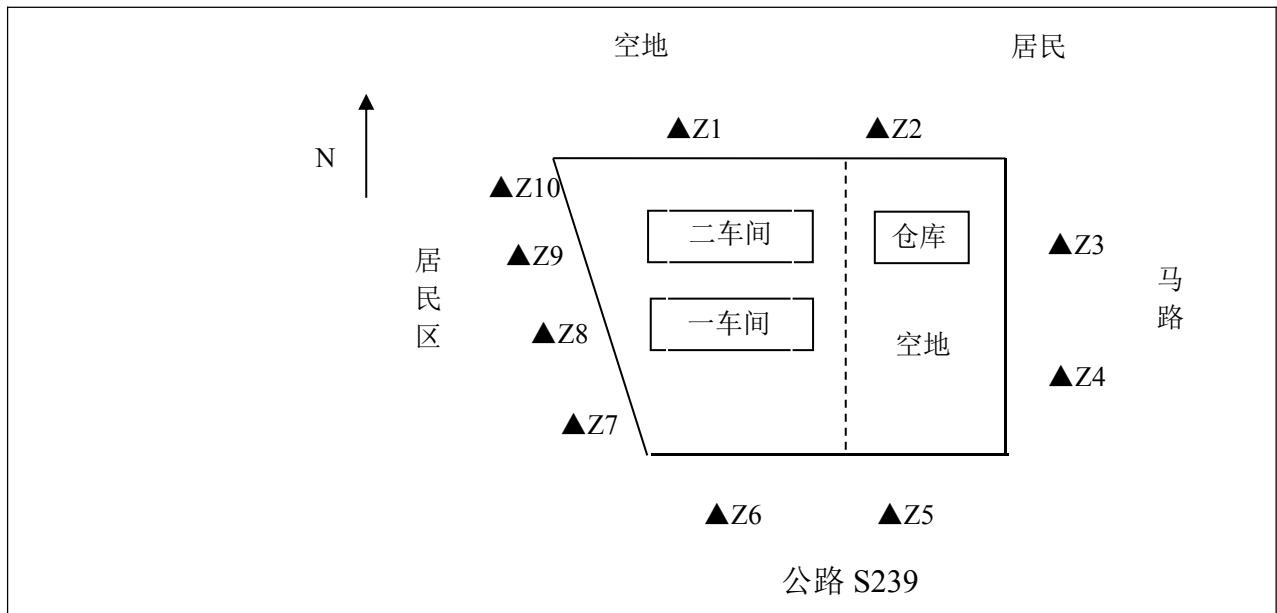 空地 居民
▲Z1 ▲Z2
N
▲Z10
二车间 仓库
▲Z3
▲Z9
居民区
马路
▲Z8
一车间
空地
▲Z4
▲Z7
▲Z6 ▲Z5
公路 S239